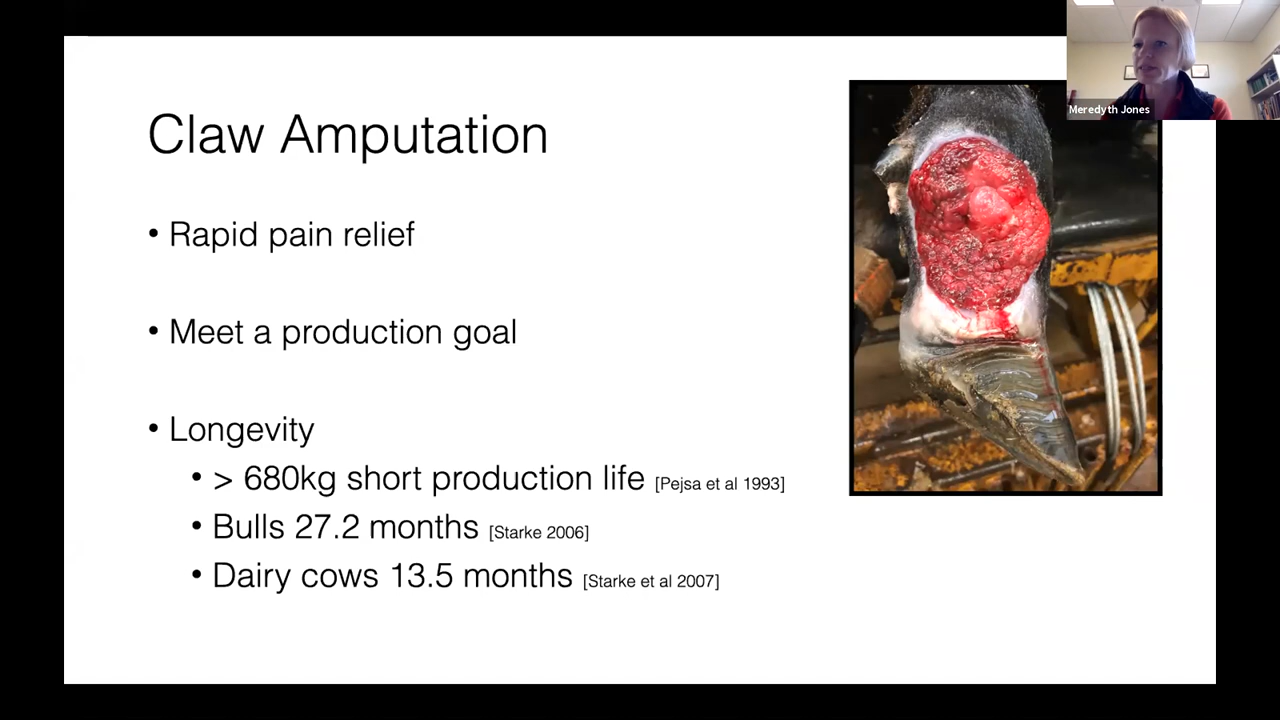 Meredyth Jones
Claw Amputation
• Rapid pain relief
• Meet a production goal
• Longevity
• > 680kg short production life [Pejsa et al 1993]
• Bulls 27.2 months [Starke 2006]
• Dairy cows 13.5 months [Starke et al 2007]